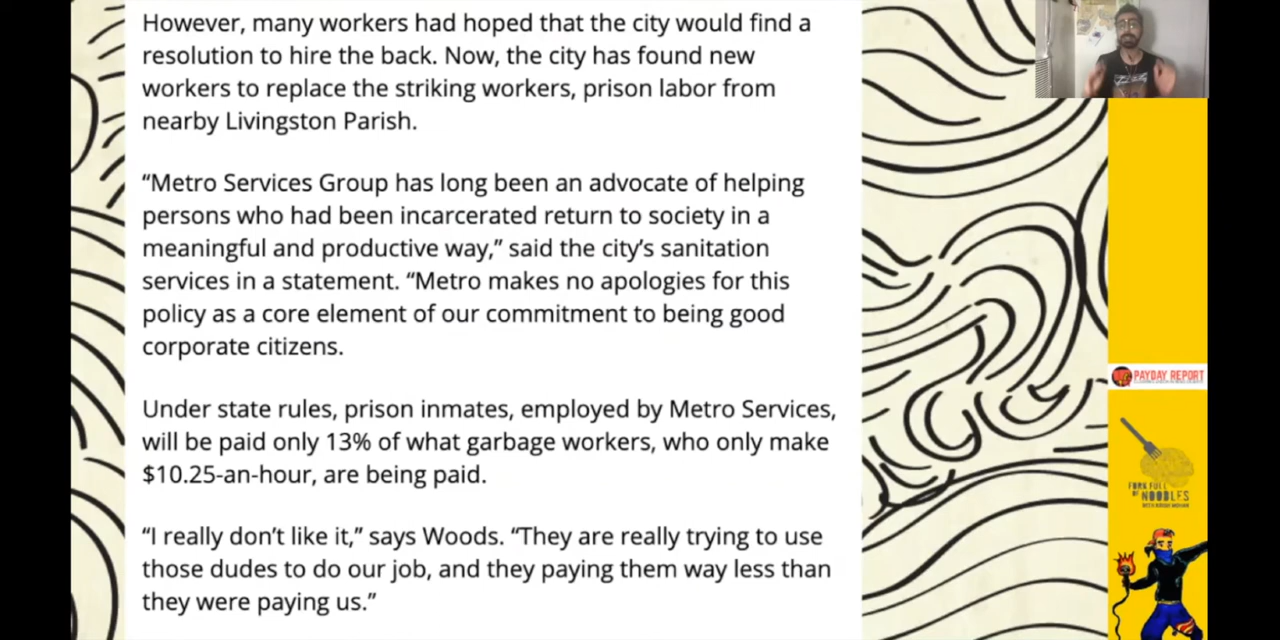 However, many workers had hoped that the city would find a
resolution to hire the back. Now, the city has found new
workers to replace the striking workers, prison labor from
nearby Livingston Parish.
“Metro Services Group has long been an advocate of helping
persons who had been incarcerated return to society in a
meaningful and productive way,” said the city’s sanitation
services in a statement. “Metro makes no apologies for this
policy as a core element of our commitment to being good
corporate citizens.
Under state rules, prison inmates, employed by Metro Services,
will be paid only 13% of what garbage workers, who only make
$10.25-an-hour, are being paid.
“I really don’t like it,” says Woods. “They are really trying to use
those dudes to do our job, and they paying them way less than
they were paying us.”
PAYDAY REPORT
FORK FULL
OF NOODLES